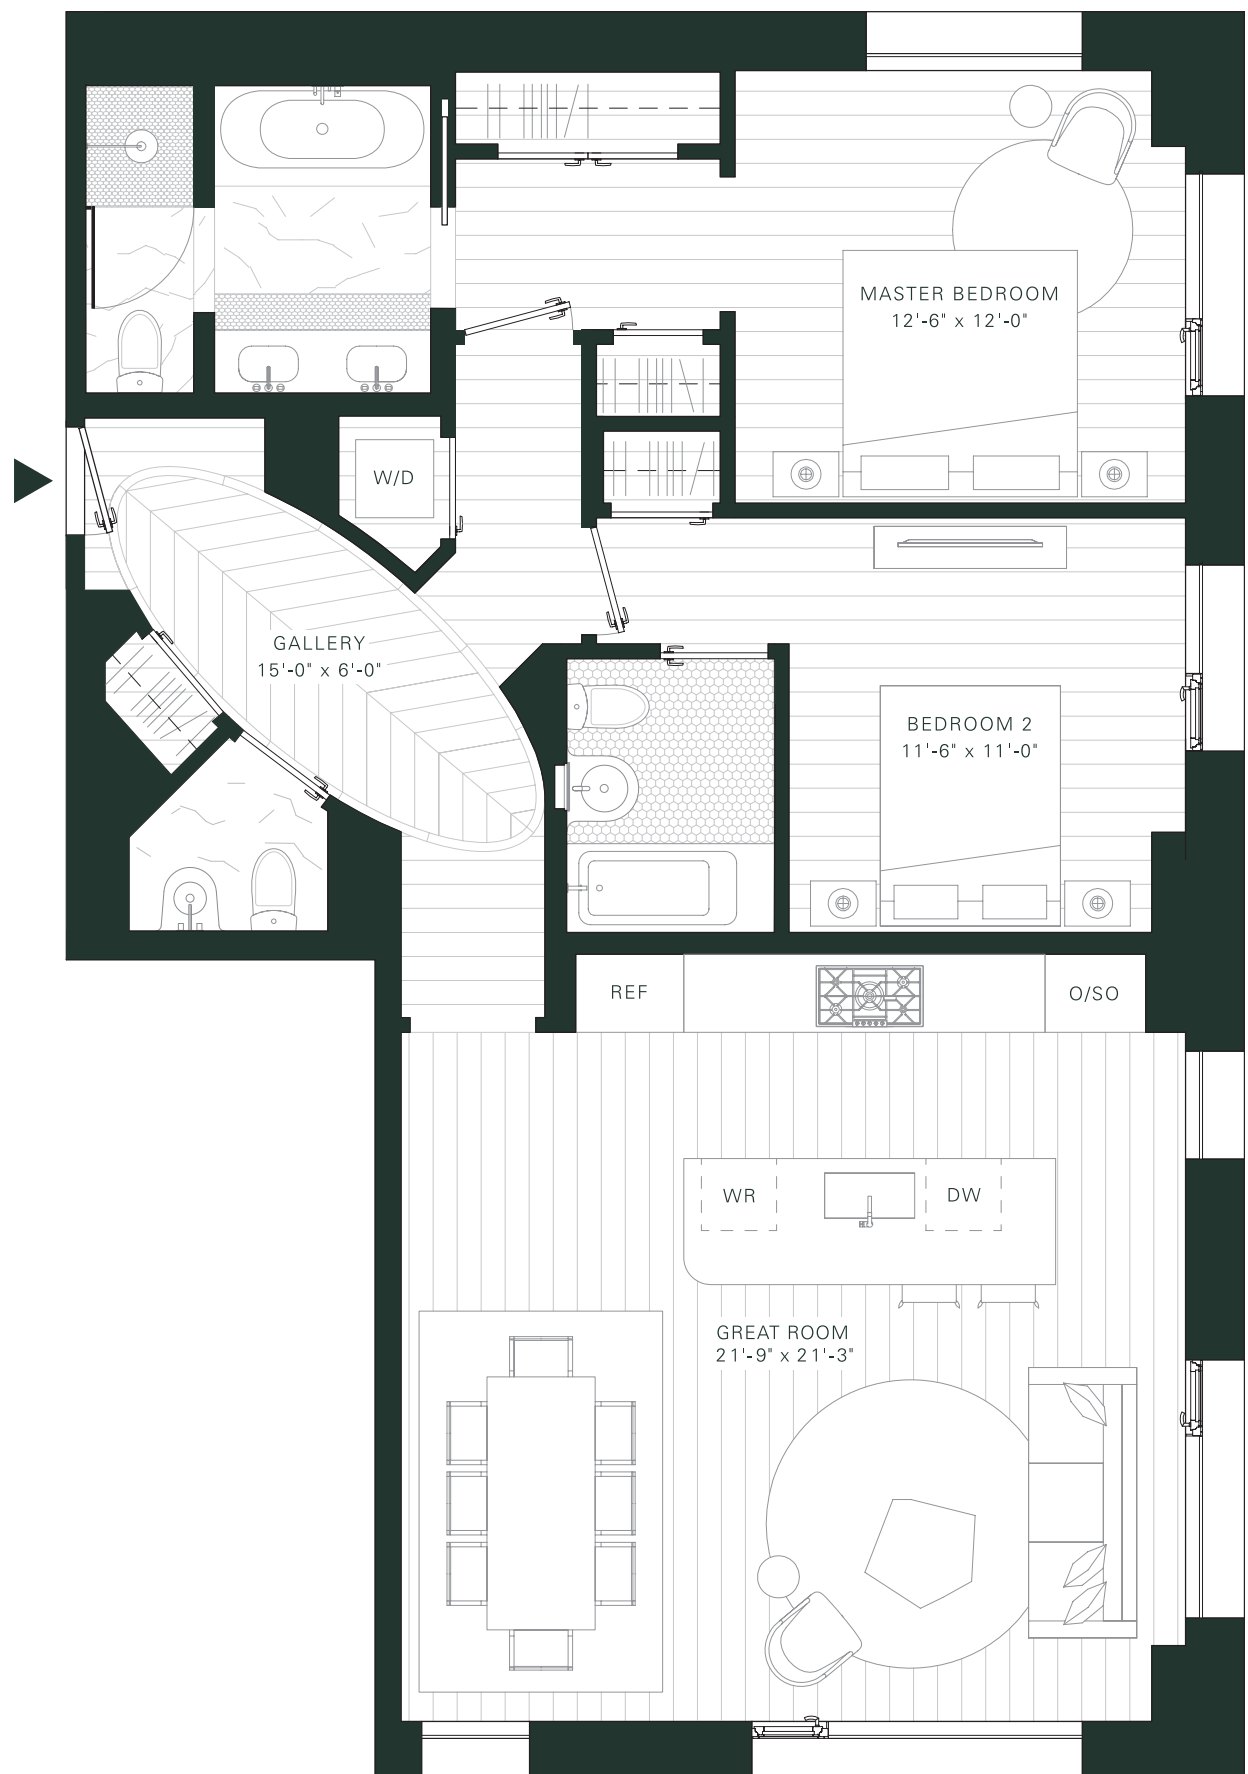 MASTER BEDROOM
12'-6" x 12'-0"
W/D
GALLERY
15'-0" x 6'-0"
BEDROOM 2
11'-6" x 11'-0"
REF
O/SO
WR
DW
GREAT ROOM
21'-9" x 21'-3"